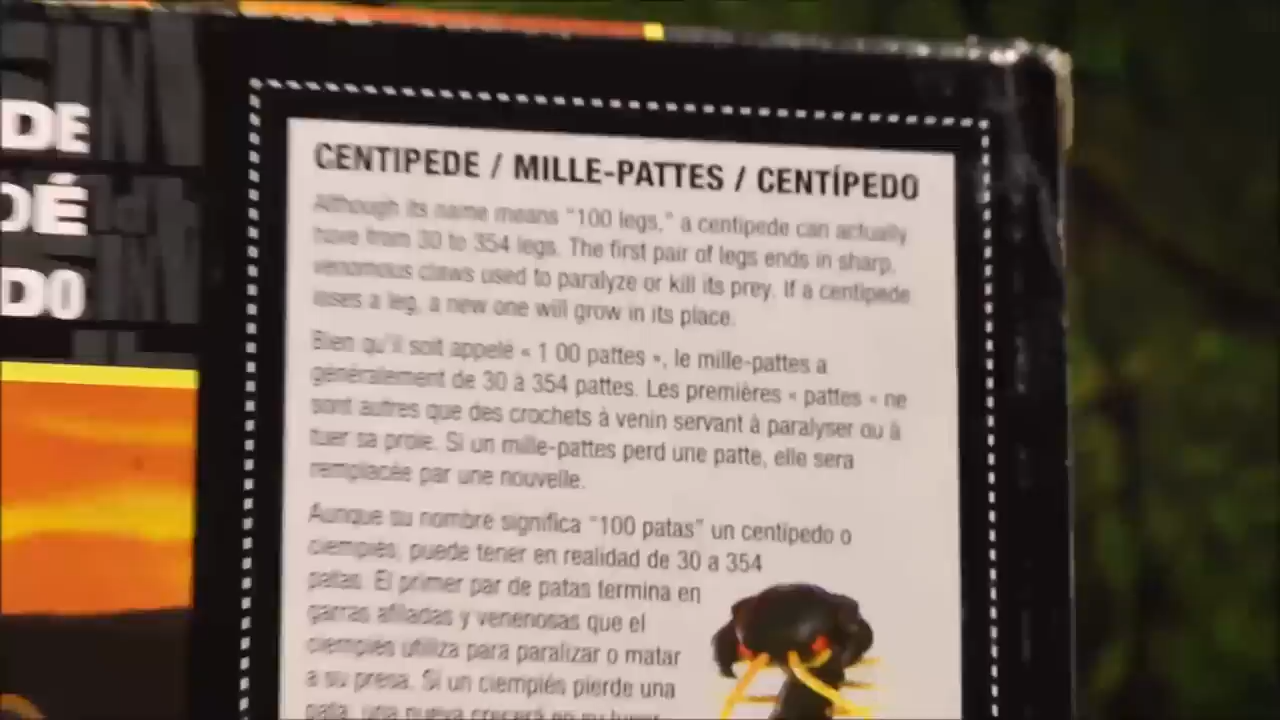 DE
DÉ
DO
CENTIPEDE / MILLE-PATTES / CENTÍPEDO
Although its name means "100 legs," a centipede can actually
have from 30 to 354 legs. The first pair of legs ends in sharp,
venomous claws used to paralyze or kill its prey. If a centipede
loses a leg, a new one will grow in its place.
Bien qu'il soit appelé « 1 00 pattes », le mille-pattes a
généralement de 30 à 354 pattes. Les premières « pattes « ne
sont autres que des crochets à venin servant à paralyser ou à
tuer sa proie. Si un mille-pattes perd une patte, elle sera
remplacée par une nouvelle.
Aunque su nombre significa "100 patas" un centípedo o
ciempiés, puede tener en realidad de 30 a 354
patas. El primer par de patas termina en
garras afiladas y venenosas que el
ciempiés utiliza para paralizar o matar
a su presa. Si un ciempiés pierde una
pata, una nueva crecerá en su lugar.